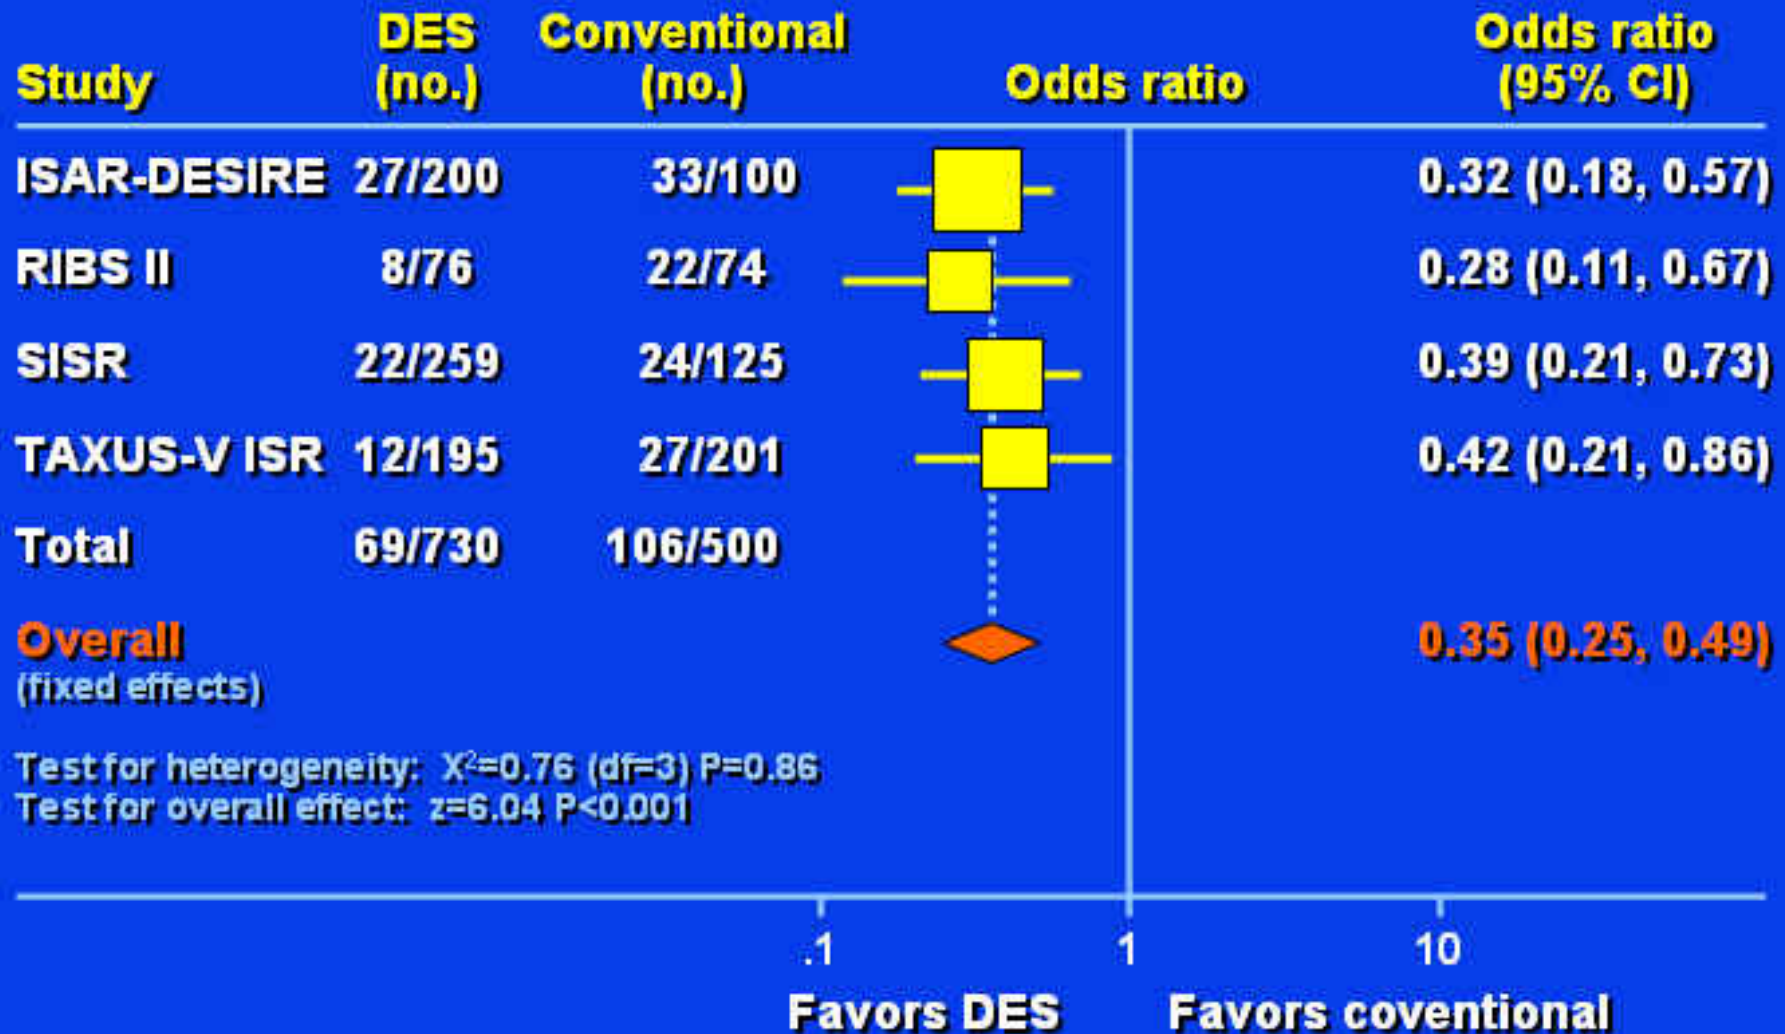 DES Conventional Odds ratio
Study (no.) (no.) Odds ratio (95% CI)
ISAR-DESIRE 27/200 33/100 0.32 (0.18, 0.57)
RIBS II 8/76 22/74 0.28 (0.11, 0.67)
SISR 22/259 24/125 0.39 (0.21, 0.73)
TAXUS-V ISR 12/195 27/201 0.42 (0.21, 0.86)
Total 69/730 106/500
Overall 0.35 (0.25, 0.49)
(fixed effects)
Test for heterogeneity: X²=0.76 (df=3) P=0.86
Test for overall effect: z=6.04 P<0.001
.1 1 10
Favors DES Favors coventional